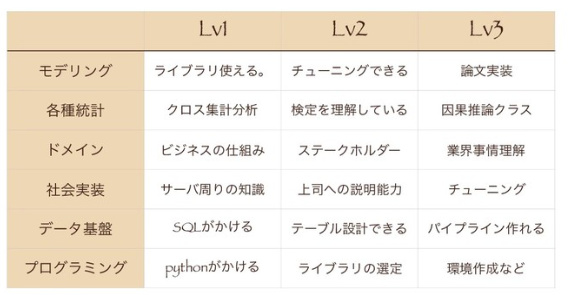 Lv1 Lv2 Lv3
モデリング ライブラリ使える。 チューニングできる 論文実装
各種統計 クロス集計分析 検定を理解している 因果推論クラス
ドメイン ビジネスの仕組み ステークホルダー 業界事情理解
社会実装 サーバ周りの知識 上司への説明能力 チューニング
データ基盤 SQLがかける テーブル設計できる パイプライン作れる
プログラミング pythonがかける ライブラリの選定 環境作成など